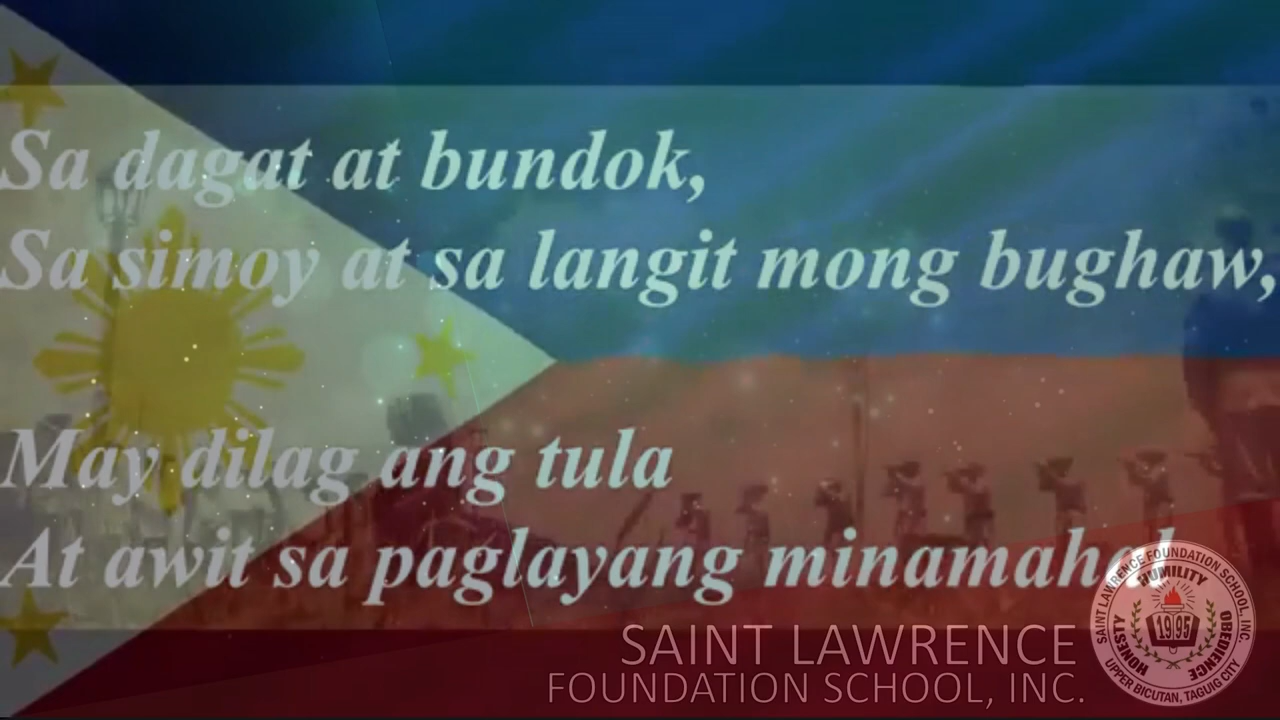 Sa dagat at bundok,
Sa simoy at sa langit mong bughaw,
May dilag ang tula
At awit sa paglayang minamahal
SAINT LAWRENCE
FOUNDATION SCHOOL, INC.
SAINT LAWRENCE FOUNDATION SCHOOL, INC.
HUMILITY
HONESTY
1995
OBEDIENCE
UPPER BICUTAN, TAGUIG CITY